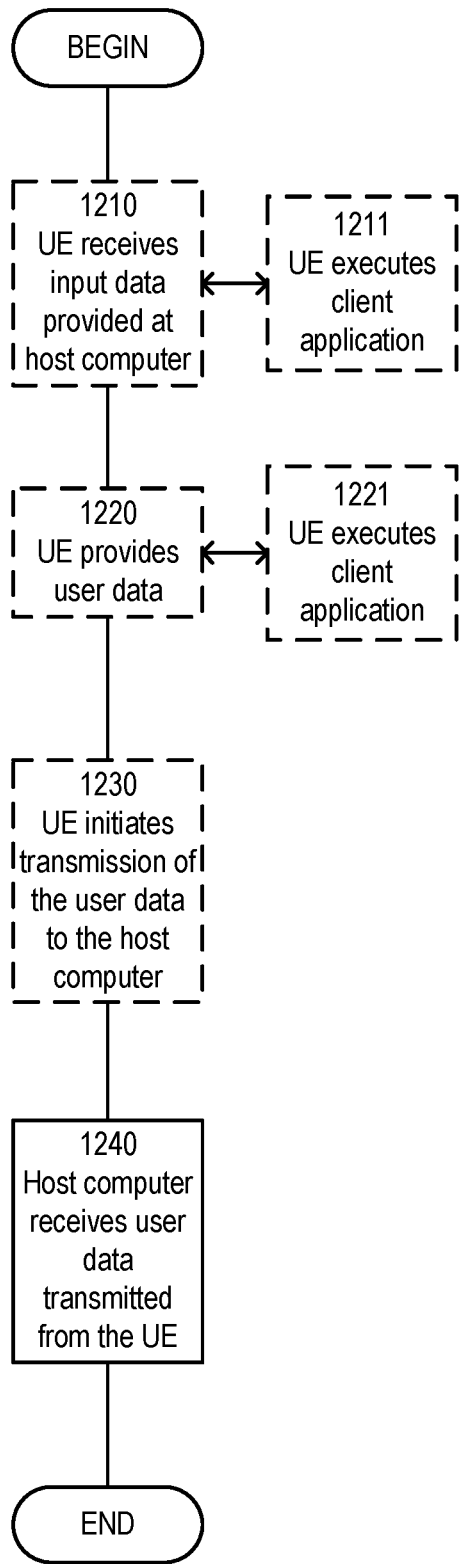 BEGIN
1210
UE receives
input data
provided at
host computer
1211
UE executes
client
application
1220
UE provides
user data
1221
UE executes
client
application
1230
UE initiates
transmission of
the user data
to the host
computer
1240
Host computer
receives user
data
transmitted
from the UE
END